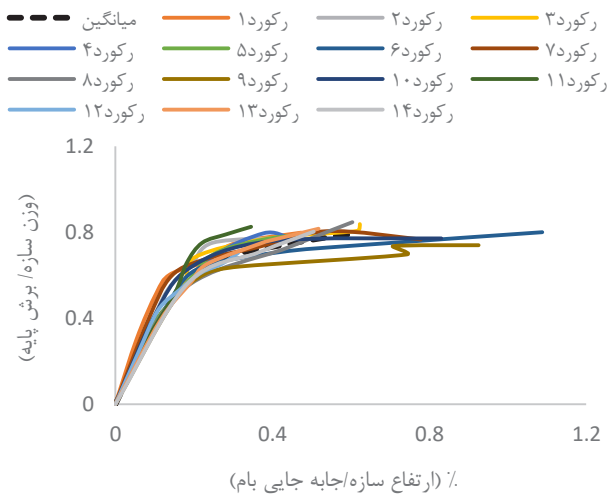 میانگین رکورد۱ رکورد۲ رکورد۳
رکورد۴ رکورد۵ رکورد۶ رکورد۷
رکورد۸ رکورد۹ رکورد۱۰ رکورد۱۱
رکورد۱۲ رکورد۱۳ رکورد۱۴
(وزن سازه/ برش پایه)
1.2
0.8
0.4
0
0 0.4 0.8 1.2
٪ (ارتفاع سازه/جابه جایی بام)